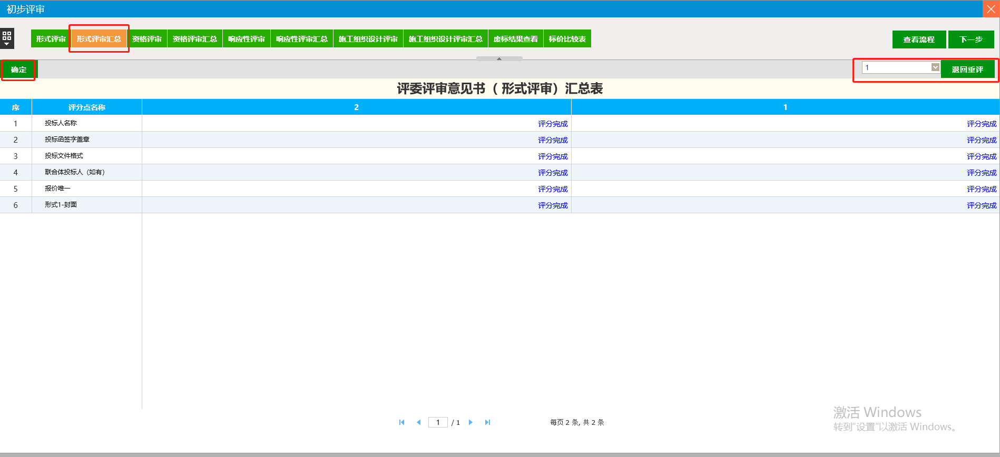 初步评审
形式评审 形式评审汇总 资格评审 资格评审汇总 响应性评审 响应性评审汇总 施工组织设计评审 施工组织设计评审汇总 废标结果查看 标价比较表 查看流程 下一步
确定 1 退回重评
评委评审意见书（ 形式评审）汇总表
序 评分点名称 2 1
1 投标人名称 评分完成 评分完成
2 投标函签字盖章 评分完成 评分完成
3 投标文件格式 评分完成 评分完成
4 联合体投标人（如有） 评分完成 评分完成
5 报价唯一 评分完成 评分完成
6 形式1-封面 评分完成 评分完成
激活 Windows
转到“设置”以激活 Windows。
1 / 1 每页 2 条, 共 2 条